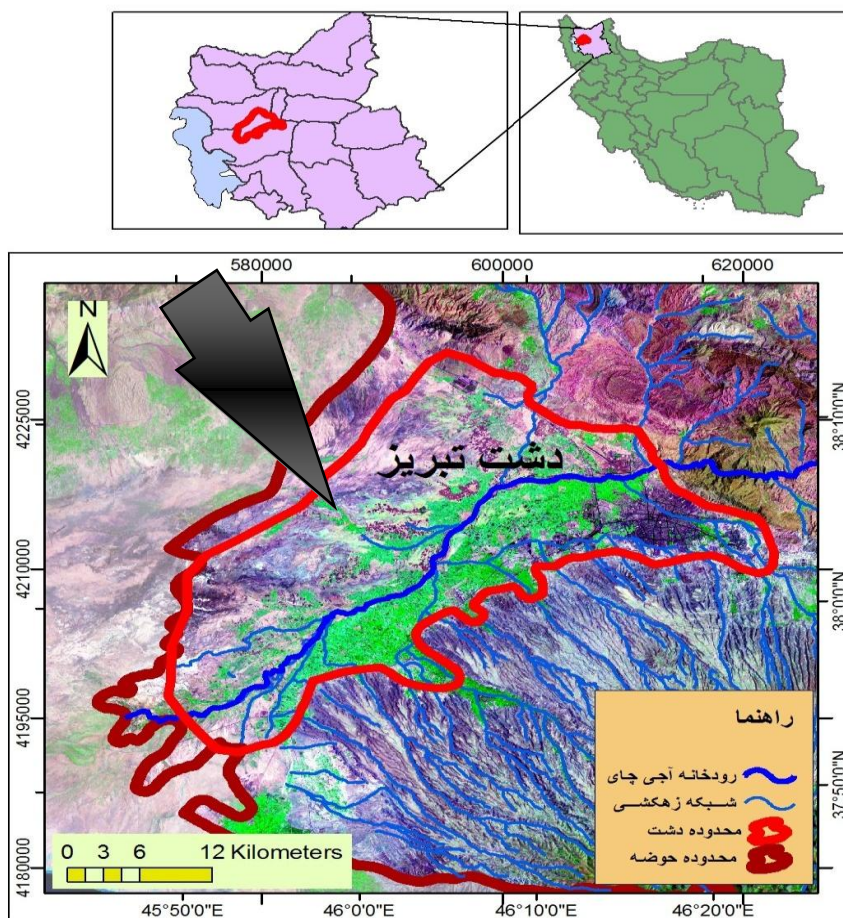 580000 600000 620000
N
4225000
4210000
4195000
4180000
دشت تبریز
38°10'0"N
38°0'0"N
37°50'0"N
راهنما
رودخانه آجی چای
شبکه زهکشی
محدوده دشت
محدوده حوضه
0 3 6 12 Kilometers
45°50'0"E 46°0'0"E 46°10'0"E 46°20'0"E